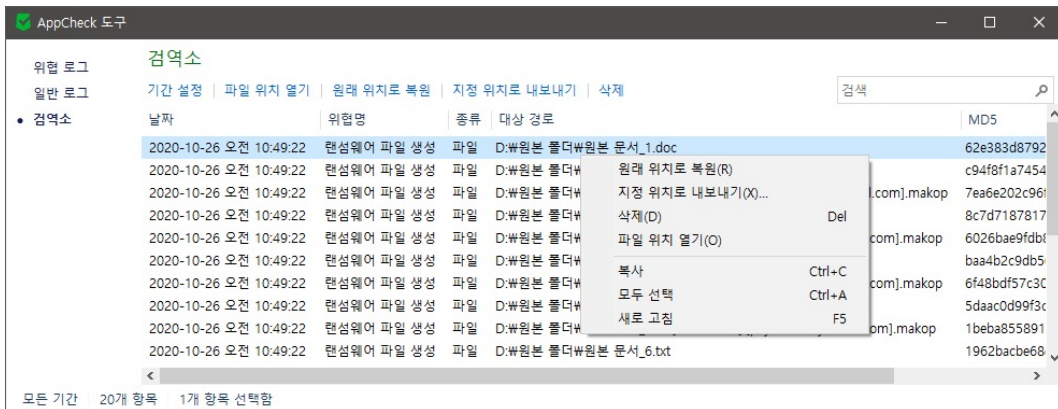 AppCheck 도구
위협 로그
일반 로그
검역소
검역소
기간 설정 | 파일 위치 열기 | 원래 위치로 복원 | 지정 위치로 내보내기 | 삭제
검색
날짜 위협명 종류 대상 경로 MD5
2020-10-26 오전 10:49:22 랜섬웨어 파일 생성 파일 D:₩원본 폴더₩원본 문서_1.doc 62e383d8792
2020-10-26 오전 10:49:22 랜섬웨어 파일 생성 파일 D:₩원본 폴더₩ c94f8f1a7454
2020-10-26 오전 10:49:22 랜섬웨어 파일 생성 파일 D:₩원본 폴더₩ l.com].makop 7ea6e202c96
2020-10-26 오전 10:49:22 랜섬웨어 파일 생성 파일 D:₩원본 폴더₩ 8c7d7187817
2020-10-26 오전 10:49:22 랜섬웨어 파일 생성 파일 D:₩원본 폴더₩ com].makop 6026bae9fdb8
2020-10-26 오전 10:49:22 랜섬웨어 파일 생성 파일 D:₩원본 폴더₩ baa4b2c9db5
2020-10-26 오전 10:49:22 랜섬웨어 파일 생성 파일 D:₩원본 폴더₩ com].makop 6f48bdf57c3
2020-10-26 오전 10:49:22 랜섬웨어 파일 생성 파일 D:₩원본 폴더₩ 5daac0d99f3c
2020-10-26 오전 10:49:22 랜섬웨어 파일 생성 파일 D:₩원본 폴더₩ om].makop 1beba855891
2020-10-26 오전 10:49:22 랜섬웨어 파일 생성 파일 D:₩원본 폴더₩원본 문서_6.txt 1962bacbe68
원래 위치로 복원(R)
지정 위치로 내보내기(X)...
삭제(D) Del
파일 위치 열기(O)
복사 Ctrl+C
모두 선택 Ctrl+A
새로 고침 F5
모든 기간 20개 항목 1개 항목 선택함